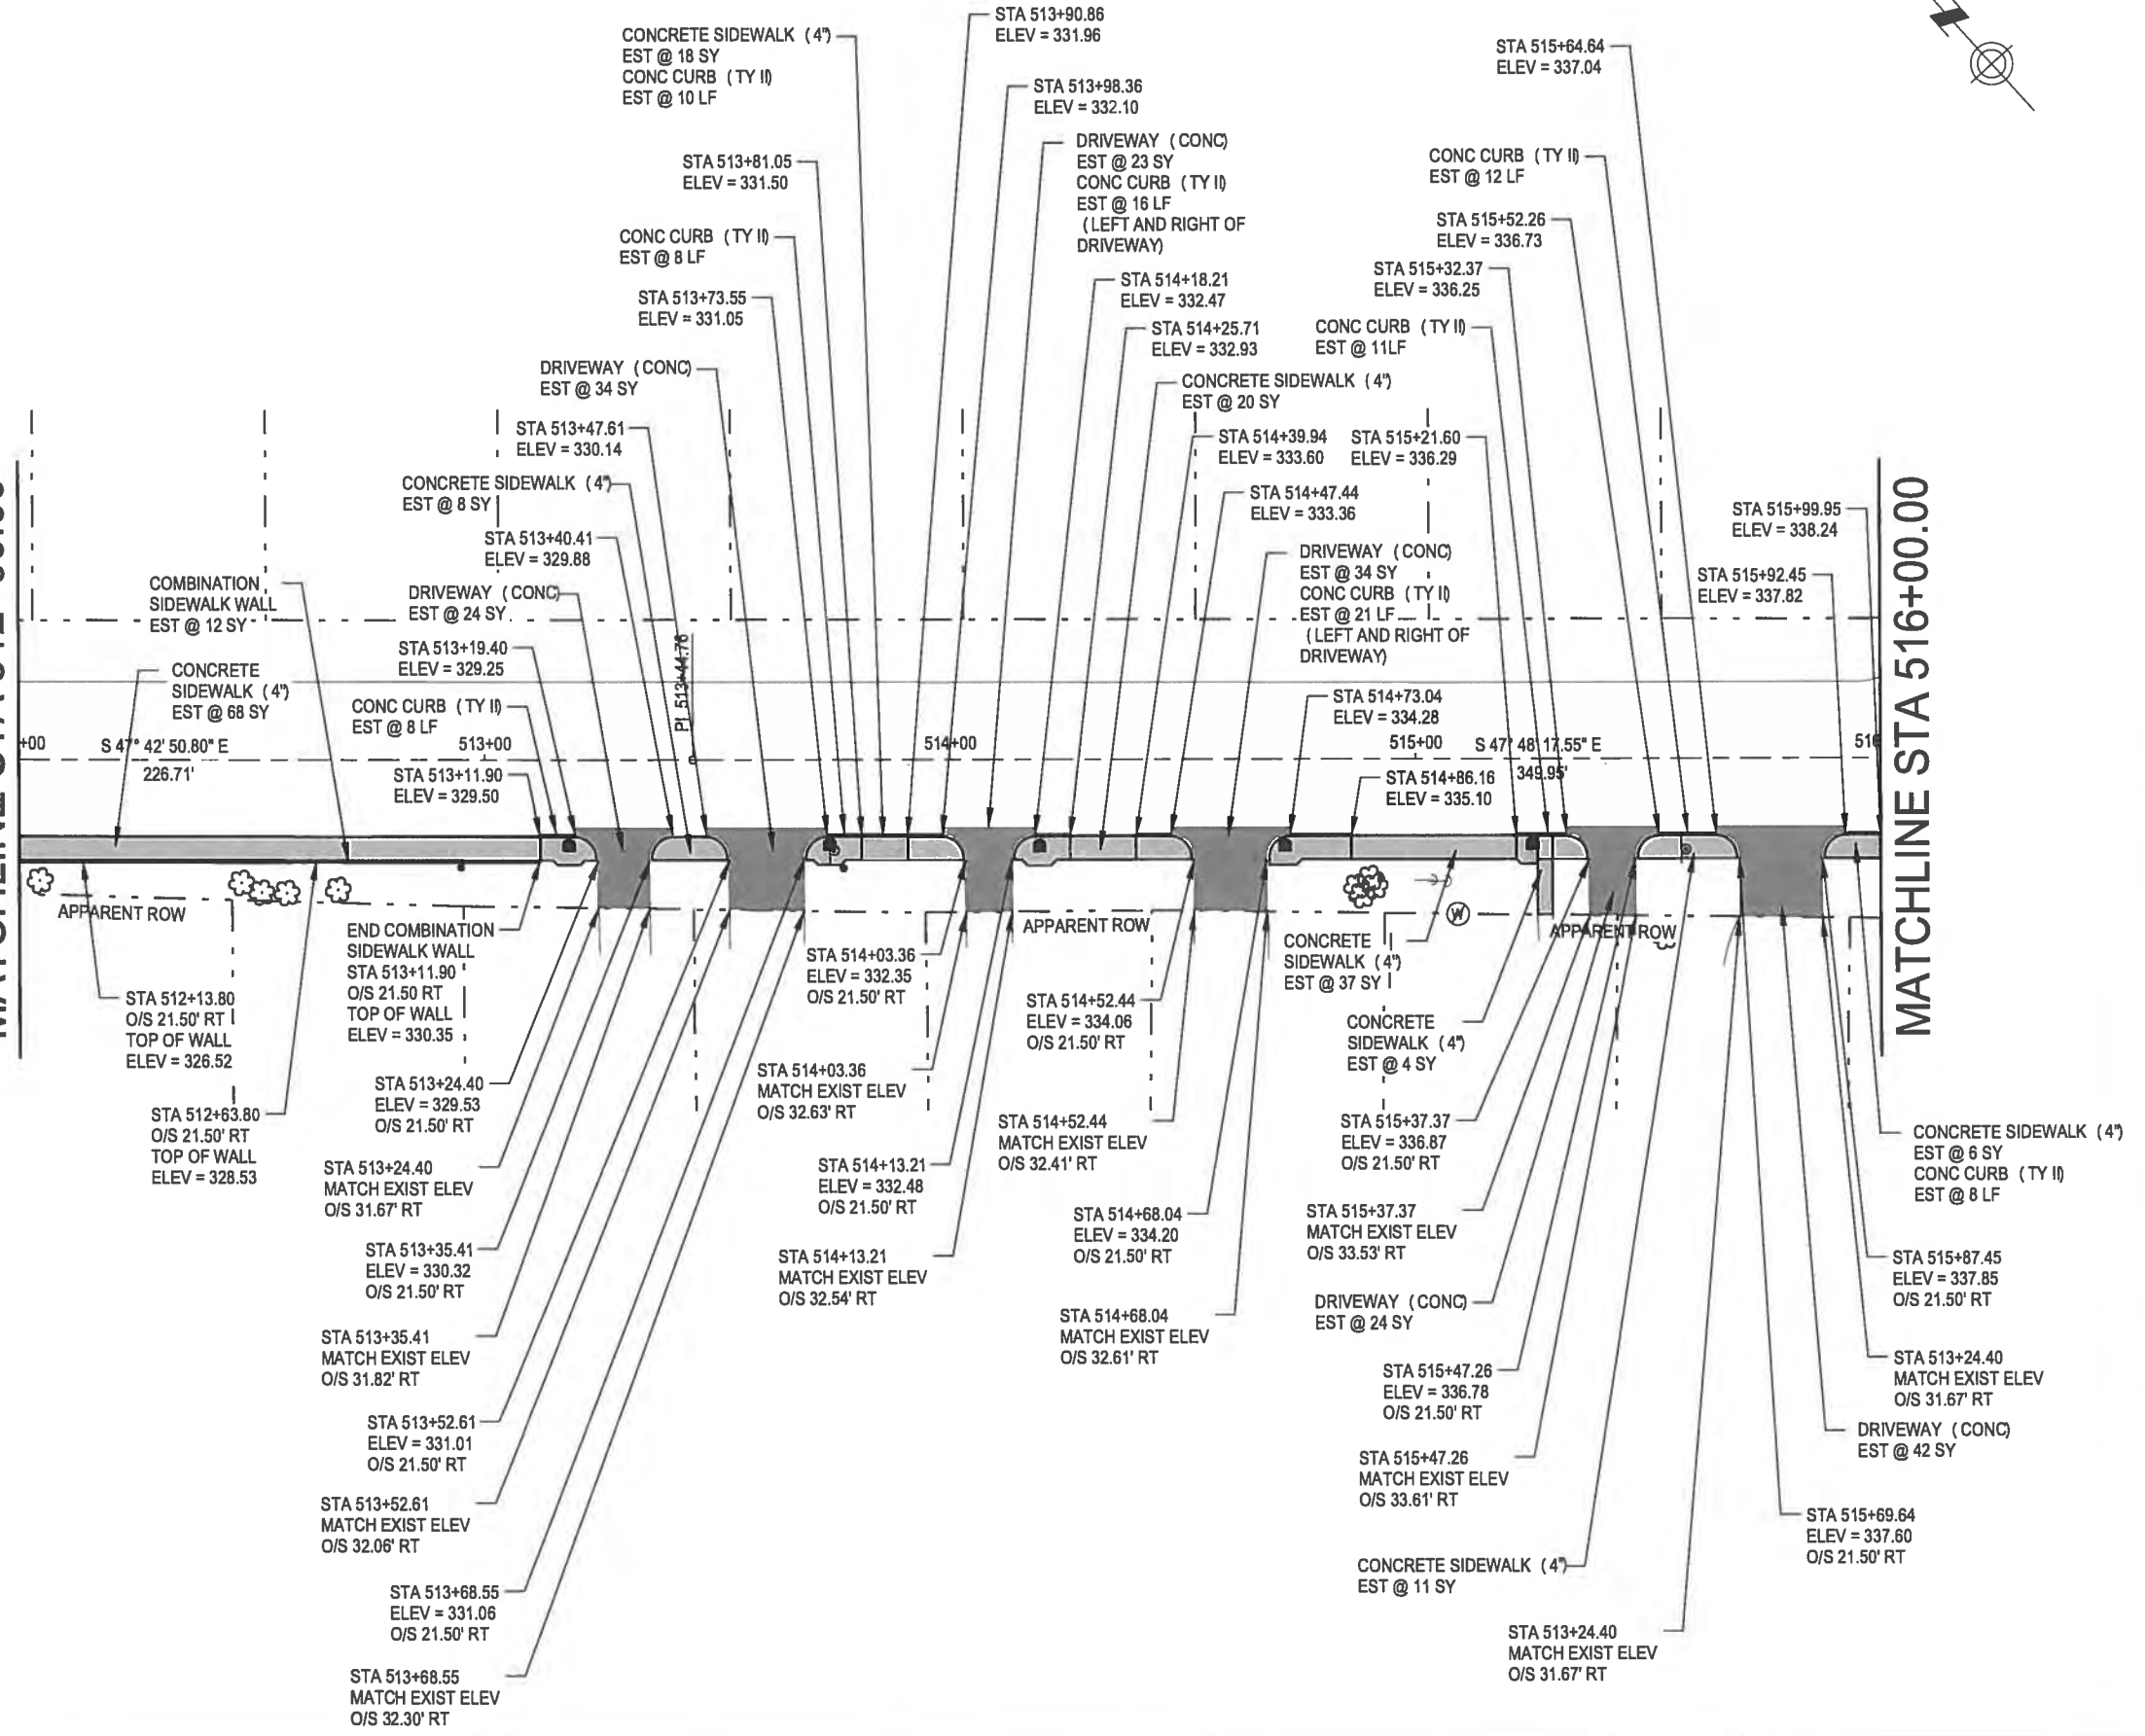 STA 513+90.86
ELEV = 331.96
CONCRETE SIDEWALK (4")
EST @ 18 SY
CONC CURB (TY II)
EST @ 10 LF
STA 515+64.64
ELEV = 337.04
STA 513+98.36
ELEV = 332.10
DRIVEWAY (CONC)
EST @ 23 SY
CONC CURB (TY II)
EST @ 16 LF
(LEFT AND RIGHT OF
DRIVEWAY)
STA 513+81.05
ELEV = 331.50
CONC CURB (TY II)
EST @ 12 LF
STA 515+52.26
ELEV = 336.73
CONC CURB (TY II)
EST @ 8 LF
STA 515+32.37
ELEV = 336.25
STA 514+18.21
ELEV = 332.47
STA 513+73.55
ELEV = 331.05
STA 514+25.71
ELEV = 332.93
CONC CURB (TY II)
EST @ 11LF
DRIVEWAY (CONC)
EST @ 34 SY
CONCRETE SIDEWALK (4")
EST @ 20 SY
STA 513+47.61
ELEV = 330.14
STA 514+39.94
ELEV = 333.60
STA 515+21.60
ELEV = 336.29
CONCRETE SIDEWALK (4")
EST @ 8 SY
STA 514+47.44
ELEV = 333.36
STA 515+99.95
ELEV = 338.24
STA 513+40.41
ELEV = 329.88
DRIVEWAY (CONC)
EST @ 34 SY
CONC CURB (TY II)
EST @ 21 LF
(LEFT AND RIGHT OF
DRIVEWAY)
STA 515+92.45
ELEV = 337.82
COMBINATION
SIDEWALK WALL
EST @ 12 SY
DRIVEWAY (CONC)
EST @ 24 SY
STA 513+19.40
ELEV = 329.25
CONCRETE
SIDEWALK (4")
EST @ 68 SY
CONC CURB (TY II)
EST @ 8 LF
PI 513+44.76
STA 514+73.04
ELEV = 334.28
MATCHLINE STA 516+00.00
+00
S 47° 42' 50.80" E
226.71'
513+00
514+00
515+00
S 47° 48' 17.55" E
349.95'
516
STA 513+11.90
ELEV = 329.50
STA 514+86.16
ELEV = 335.10
APPARENT ROW
APPARENT ROW
APPARENT ROW
W
END COMBINATION
SIDEWALK WALL
STA 513+11.90
O/S 21.50 RT
TOP OF WALL
ELEV = 330.35
STA 512+13.80
O/S 21.50' RT
TOP OF WALL
ELEV = 326.52
STA 512+63.80
O/S 21.50' RT
TOP OF WALL
ELEV = 328.53
STA 513+24.40
ELEV = 329.53
O/S 21.50' RT
STA 513+24.40
MATCH EXIST ELEV
O/S 31.67' RT
STA 513+35.41
ELEV = 330.32
O/S 21.50' RT
STA 513+35.41
MATCH EXIST ELEV
O/S 31.82' RT
STA 513+52.61
ELEV = 331.01
O/S 21.50' RT
STA 513+52.61
MATCH EXIST ELEV
O/S 32.06' RT
STA 513+68.55
ELEV = 331.06
O/S 21.50' RT
STA 513+68.55
MATCH EXIST ELEV
O/S 32.30' RT
STA 514+03.36
ELEV = 332.35
O/S 21.50' RT
STA 514+03.36
MATCH EXIST ELEV
O/S 32.63' RT
STA 514+13.21
ELEV = 332.48
O/S 21.50' RT
STA 514+13.21
MATCH EXIST ELEV
O/S 32.54' RT
STA 514+52.44
ELEV = 334.06
O/S 21.50' RT
STA 514+52.44
MATCH EXIST ELEV
O/S 32.41' RT
STA 514+68.04
ELEV = 334.20
O/S 21.50' RT
STA 514+68.04
MATCH EXIST ELEV
O/S 32.61' RT
CONCRETE
SIDEWALK (4")
EST @ 37 SY
CONCRETE
SIDEWALK (4")
EST @ 4 SY
STA 515+37.37
ELEV = 336.87
O/S 21.50' RT
STA 515+37.37
MATCH EXIST ELEV
O/S 33.53' RT
DRIVEWAY (CONC)
EST @ 24 SY
STA 515+47.26
ELEV = 336.78
O/S 21.50' RT
STA 515+47.26
MATCH EXIST ELEV
O/S 33.61' RT
CONCRETE SIDEWALK (4")
EST @ 11 SY
STA 513+24.40
MATCH EXIST ELEV
O/S 31.67' RT
CONCRETE SIDEWALK (4")
EST @ 6 SY
CONC CURB (TY II)
EST @ 8 LF
STA 515+87.45
ELEV = 337.85
O/S 21.50' RT
STA 513+24.40
MATCH EXIST ELEV
O/S 31.67' RT
DRIVEWAY (CONC)
EST @ 42 SY
STA 515+69.64
ELEV = 337.60
O/S 21.50' RT